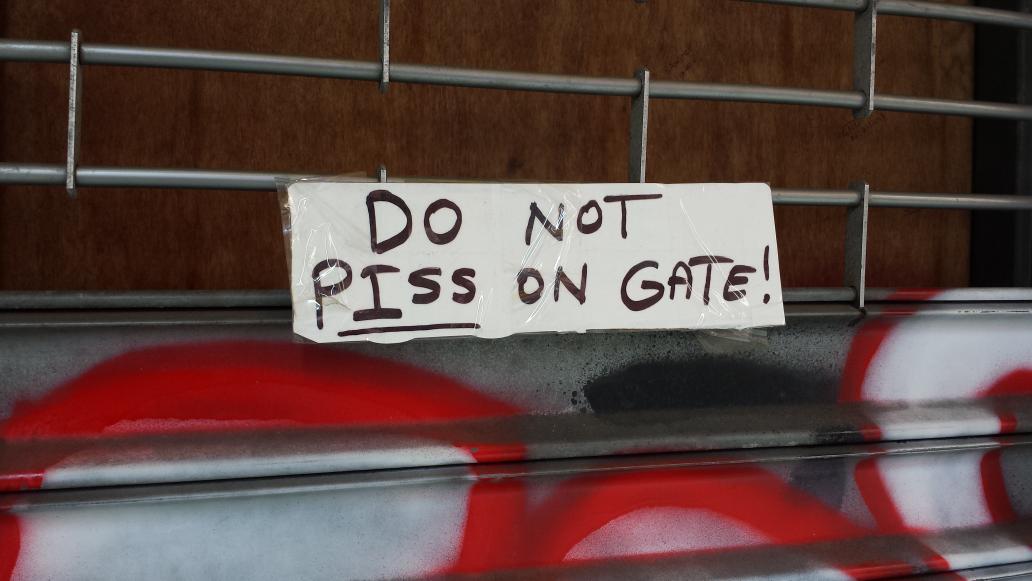 DO NOT
PISS ON GATE!